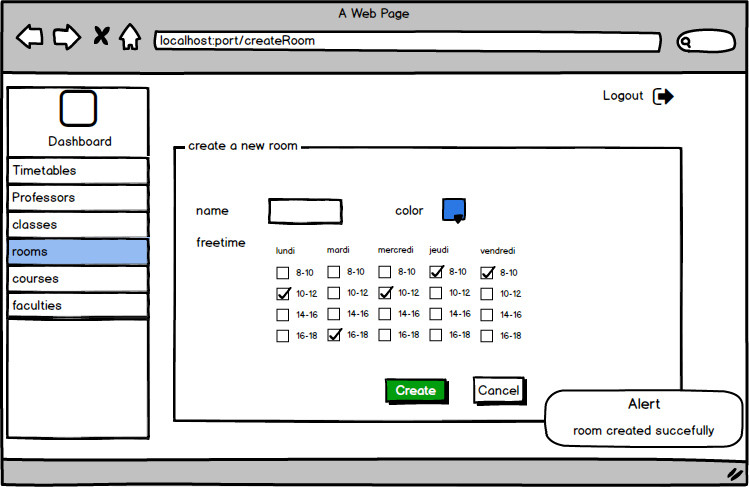 A Web Page
localhost:port/createRoom
Logout
Dashboard
Timetables
Professors
classes
rooms
courses
faculties
create a new room
name
color
freetime
lundi mardi mercredi jeudi vendredi
8-10 8-10 8-10 8-10 8-10
10-12 10-12 10-12 10-12 10-12
14-16 14-16 14-16 14-16 14-16
16-18 16-18 16-18 16-18 16-18
Create Cancel
Alert
room created succefully